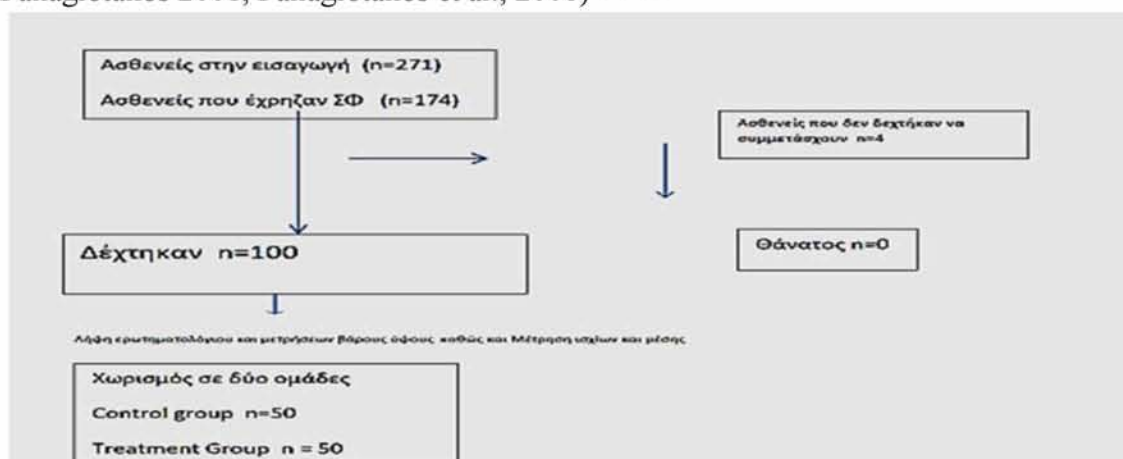 Ασθενείς στην εισαγωγή (n=271)
Ασθενείς που έχρηζαν ΣΦ (n=174)
Ασθενείς που δεν δεχτήκαν να
συμμετάσχουν n=4
Δέχτηκαν n=100
Θάνατος n=0
Λήψη ερωτηματολόγιου και μετρήσεων βάρους ύψους καθώς και Μέτρηση ισχίων και μέσης
Χωρισμός σε δύο ομάδες
Control group n=50
Treatment Group n = 50